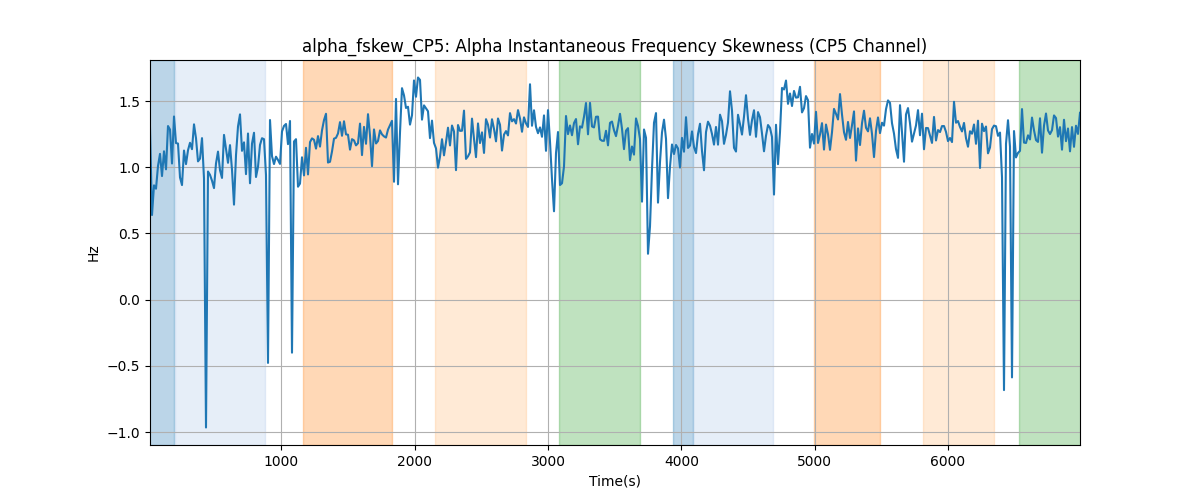 alpha_fskew_CP5: Alpha Instantaneous Frequency Skewness (CP5 Channel)
Hz
1.5
1.0
0.5
0.0
−0.5
−1.0
1000 2000 3000 4000 5000 6000
Time(s)